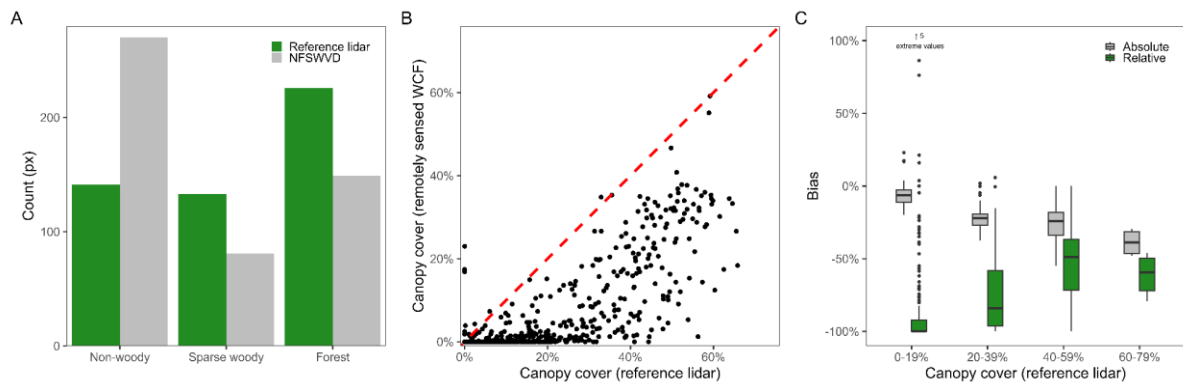 A
Reference lidar
NFSWVD
Count (px)
200
100
0
Non-woody
Sparse woody
Forest
B
Canopy cover (remotely sensed WCF)
60%
40%
20%
0%
0%
20%
40%
60%
Canopy cover (reference lidar)
C
↑ 5
extreme values
Absolute
Relative
Bias
100%
50%
0%
-50%
-100%
0-19%
20-39%
40-59%
60-79%
Canopy cover (reference lidar)